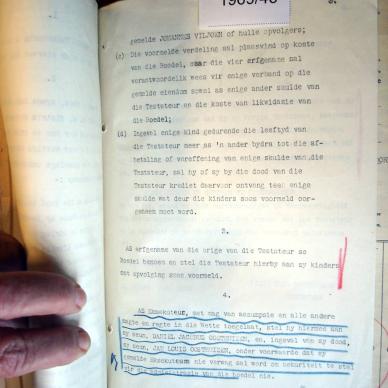 1969/46
gemelde JOHANNES VILJOEN of hulle opvolgers;
(c) Die voormelde verdeling sal plaasvind op koste
van die Boedel, maar die vier erfgename sal
verantwoordelik wees vir enige verband op die
gemelde eiendom sowel as enige ander skulde van
die Testateur en die koste van likwidasie van
die Boedel;
(d) Ingeval enige kind gedurende die leeftyd van
die Testateur meer as 'n ander bydra tot die af-
betaling of vereffening van enige skulde van die
Testateur, sal hy of sy by die dood van die
Testateur krediet daarvoor ontvang teen enige
skulde wat deur die kinders soos voormeld oor-
geneem moet word.
3.
As erfgename van die orige van die Testateur se
Boedel benoem en stel die Testateur hierby aan sy kinders
met opvolging soos voormeld.
4.
As Eksekuteur, met mag van assumpsie en alle andere
magte en regte in die Wette toegelaat, stel hy hiermee aan
sy seun, DANIEL JACOBUS OOSTHUIZEN, en, ingeval van sy dood,
sy seun, JAN LOUIS OOSTHUIZEN, onder voorwaarde dat sy
gemelde Eksekuteum nie verang sal word om sekuriteit te stel
vir die Administrasie van die boedel nie.